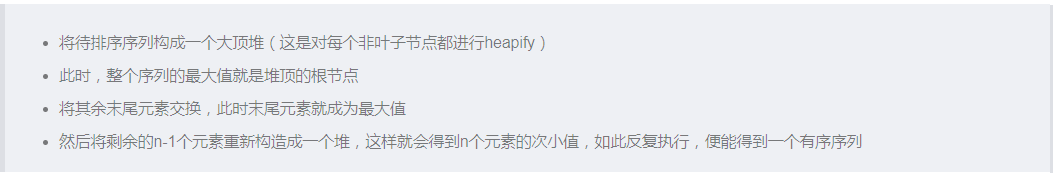 将待排序序列构成一个大顶堆（这是对每个非叶子节点都进行heapify）
此时，整个序列的最大值就是堆顶的根节点
将其余末尾元素交换，此时末尾元素就成为最大值
然后将剩余的n-1个元素重新构造成一个堆，这样就会得到n个元素的次小值，如此反复执行，便能得到一个有序序列